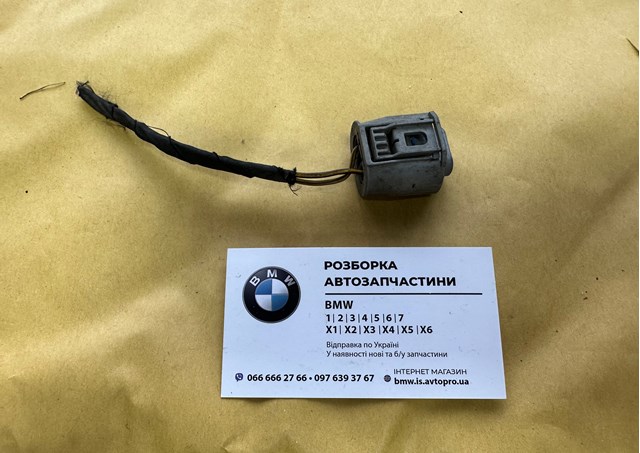 BMW
РОЗБОРКА
АВТОЗАПЧАСТИНИ
BMW
1| 2 | 3 | 4 | 5 | 6 | 7
X1| X2 | X3 | X4 | X5 | X6
Відправка по Україні
У наявності нові та б/у запчастини
066 666 27 66 • 097 639 37 67
ІНТЕРНЕТ МАГАЗИН
bmw.is.avtopro.ua